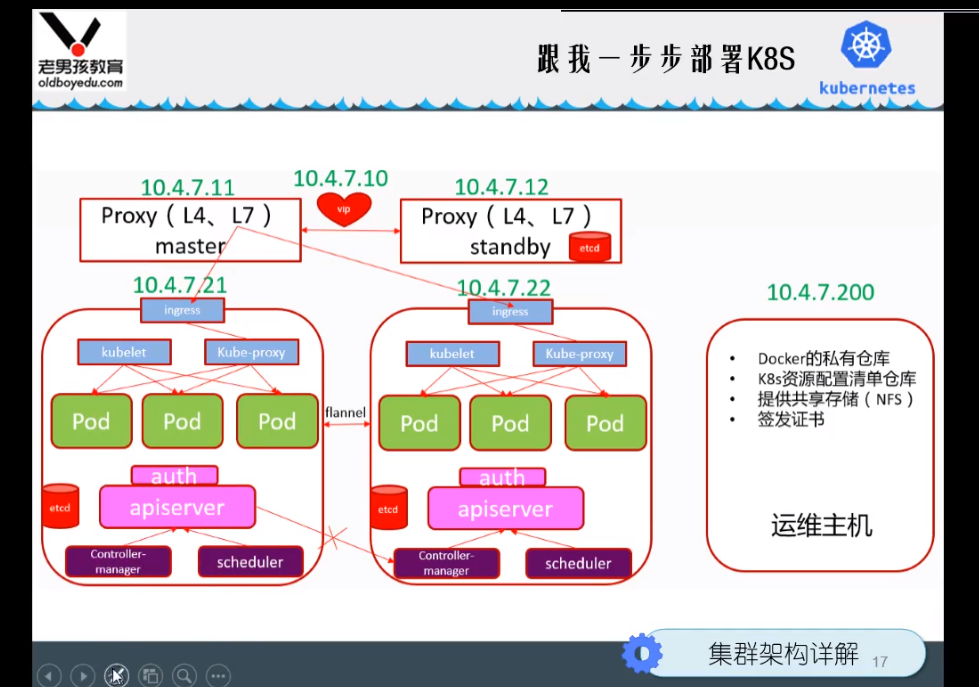 老男孩教育
oldboyedu.com
跟我一步步部署K8S
kubernetes
10.4.7.11
10.4.7.10
10.4.7.12
Proxy（L4、L7）
master
vip
Proxy（L4、L7）
standby
etcd
10.4.7.21
10.4.7.22
10.4.7.200
ingress
ingress
kubelet
Kube-proxy
kubelet
Kube-proxy
Pod
Pod
Pod
flannel
Pod
Pod
Pod
auth
apiserver
etcd
Controller-
manager
scheduler
auth
apiserver
etcd
Controller-
manager
scheduler
• Docker的私有仓库
• K8s资源配置清单仓库
• 提供共享存储（NFS）
• 签发证书
运维主机
集群架构详解
17